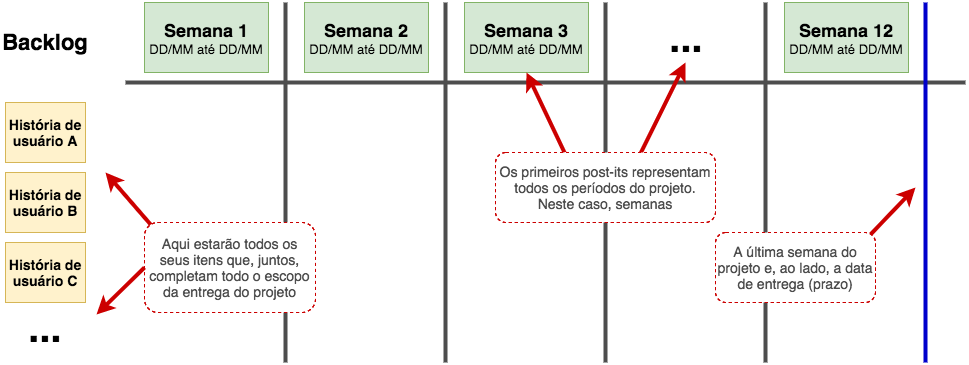 Backlog
Semana 1
DD/MM até DD/MM
Semana 2
DD/MM até DD/MM
Semana 3
DD/MM até DD/MM
...
Semana 12
DD/MM até DD/MM
História de
usuário A
História de
usuário B
História de
usuário C
...
Os primeiros post-its representam
todos os períodos do projeto.
Neste caso, semanas
Aqui estarão todos os
seus itens que, juntos,
completam todo o escopo
da entrega do projeto
A última semana do
projeto e, ao lado, a data
de entrega (prazo)